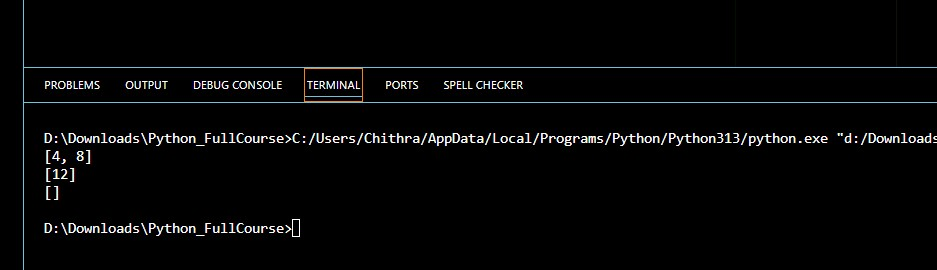 PROBLEMS OUTPUT DEBUG CONSOLE TERMINAL PORTS SPELL CHECKER
D:\Downloads\Python_FullCourse>C:/Users/Chithra/AppData/Local/Programs/Python/Python313/python.exe "d:/Downloads
[4, 8]
[12]
[]
D:\Downloads\Python_FullCourse>